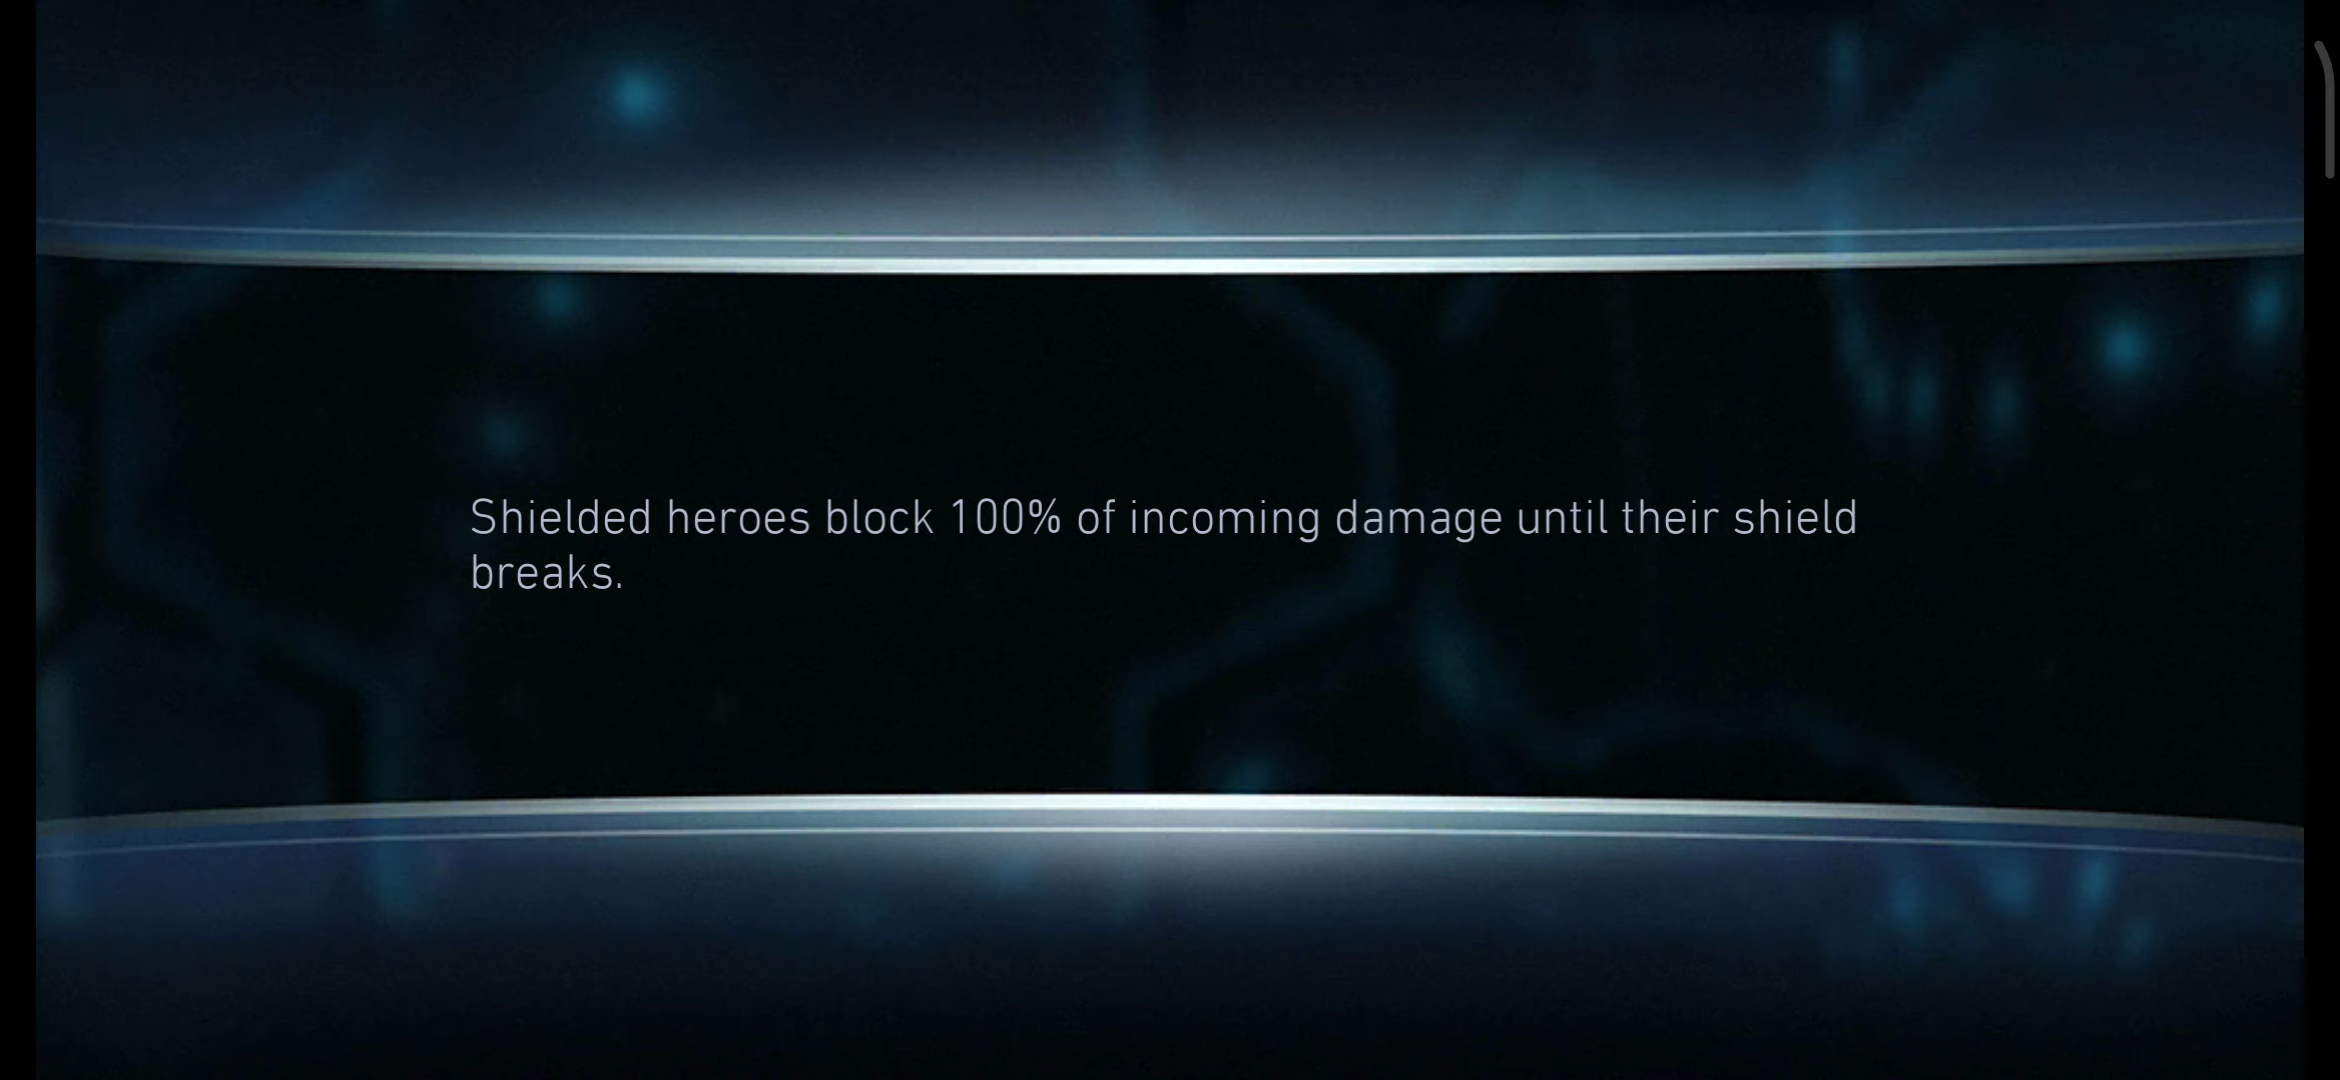 Shielded heroes block 100% of incoming damage until their shield
breaks.